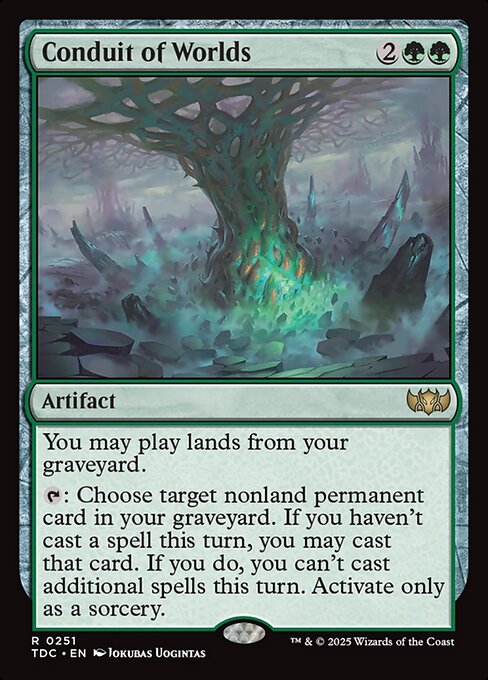 Conduit of Worlds 2
Artifact
You may play lands from your
graveyard.
: Choose target nonland permanent
card in your graveyard. If you haven't
cast a spell this turn, you may cast
that card. If you do, you can't cast
additional spells this turn. Activate only
as a sorcery.
R 0251
TDC • EN Jokubas Uogintas
™ & © 2025 Wizards of the Coast